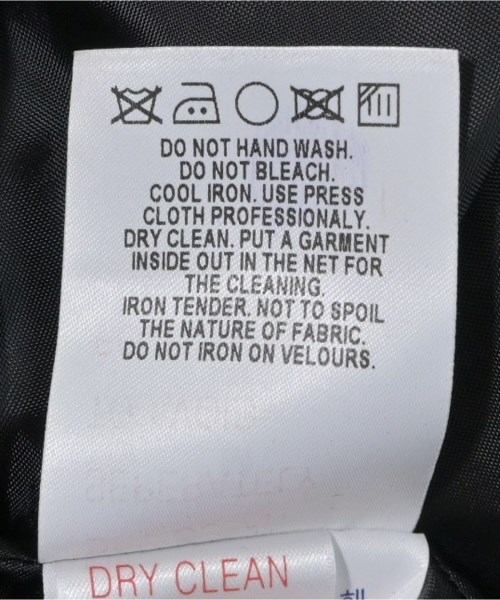 DO NOT HAND WASH.
DO NOT BLEACH.
COOL IRON. USE PRESS
CLOTH PROFESSIONALY.
DRY CLEAN. PUT A GARMENT
INSIDE OUT IN THE NET FOR
THE CLEANING.
IRON TENDER. NOT TO SPOIL
THE NATURE OF FABRIC.
DO NOT IRON ON VELOURS.
DRY CLEAN